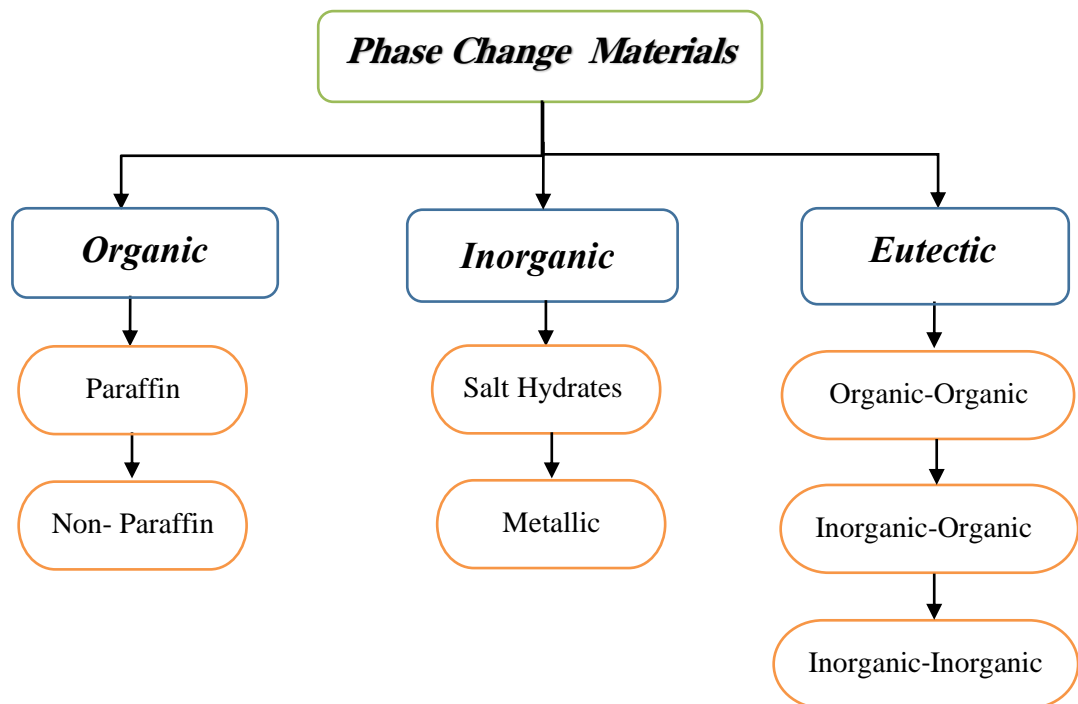 Phase Change Materials
Organic
Inorganic
Eutectic
Paraffin
Salt Hydrates
Organic-Organic
Non- Paraffin
Metallic
Inorganic-Organic
Inorganic-Inorganic